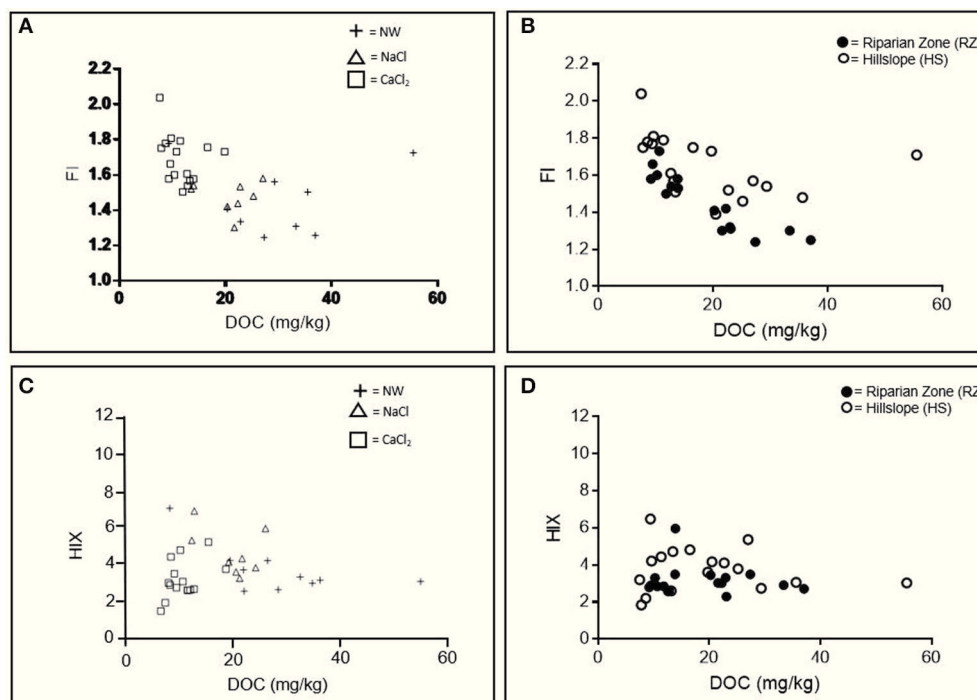 A
+ = NW
△ = NaCl
□ = CaCl₂
2.2
2.0
1.8
1.6
1.4
1.2
1.0
FI
0
20
40
60
DOC (mg/kg)
B
● = Riparian Zone (RZ
○ = Hillslope (HS)
2.2
2.0
1.8
1.6
1.4
1.2
1.0
FI
0
20
40
60
DOC (mg/kg)
C
+ = NW
△ = NaCl
□ = CaCl₂
12
10
8
6
4
2
0
HIX
0
20
40
60
DOC (mg/kg)
D
● = Riparian Zone (RZ
○ = Hillslope (HS)
12
10
8
6
4
2
0
HIX
0
20
40
60
DOC (mg/kg)